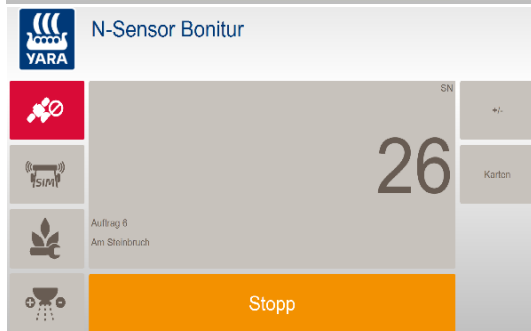 YARA
N-Sensor Bonitur
SN
+/-
26
SIM
Karton
Auftrag 6
Am Steinbruch
Stopp